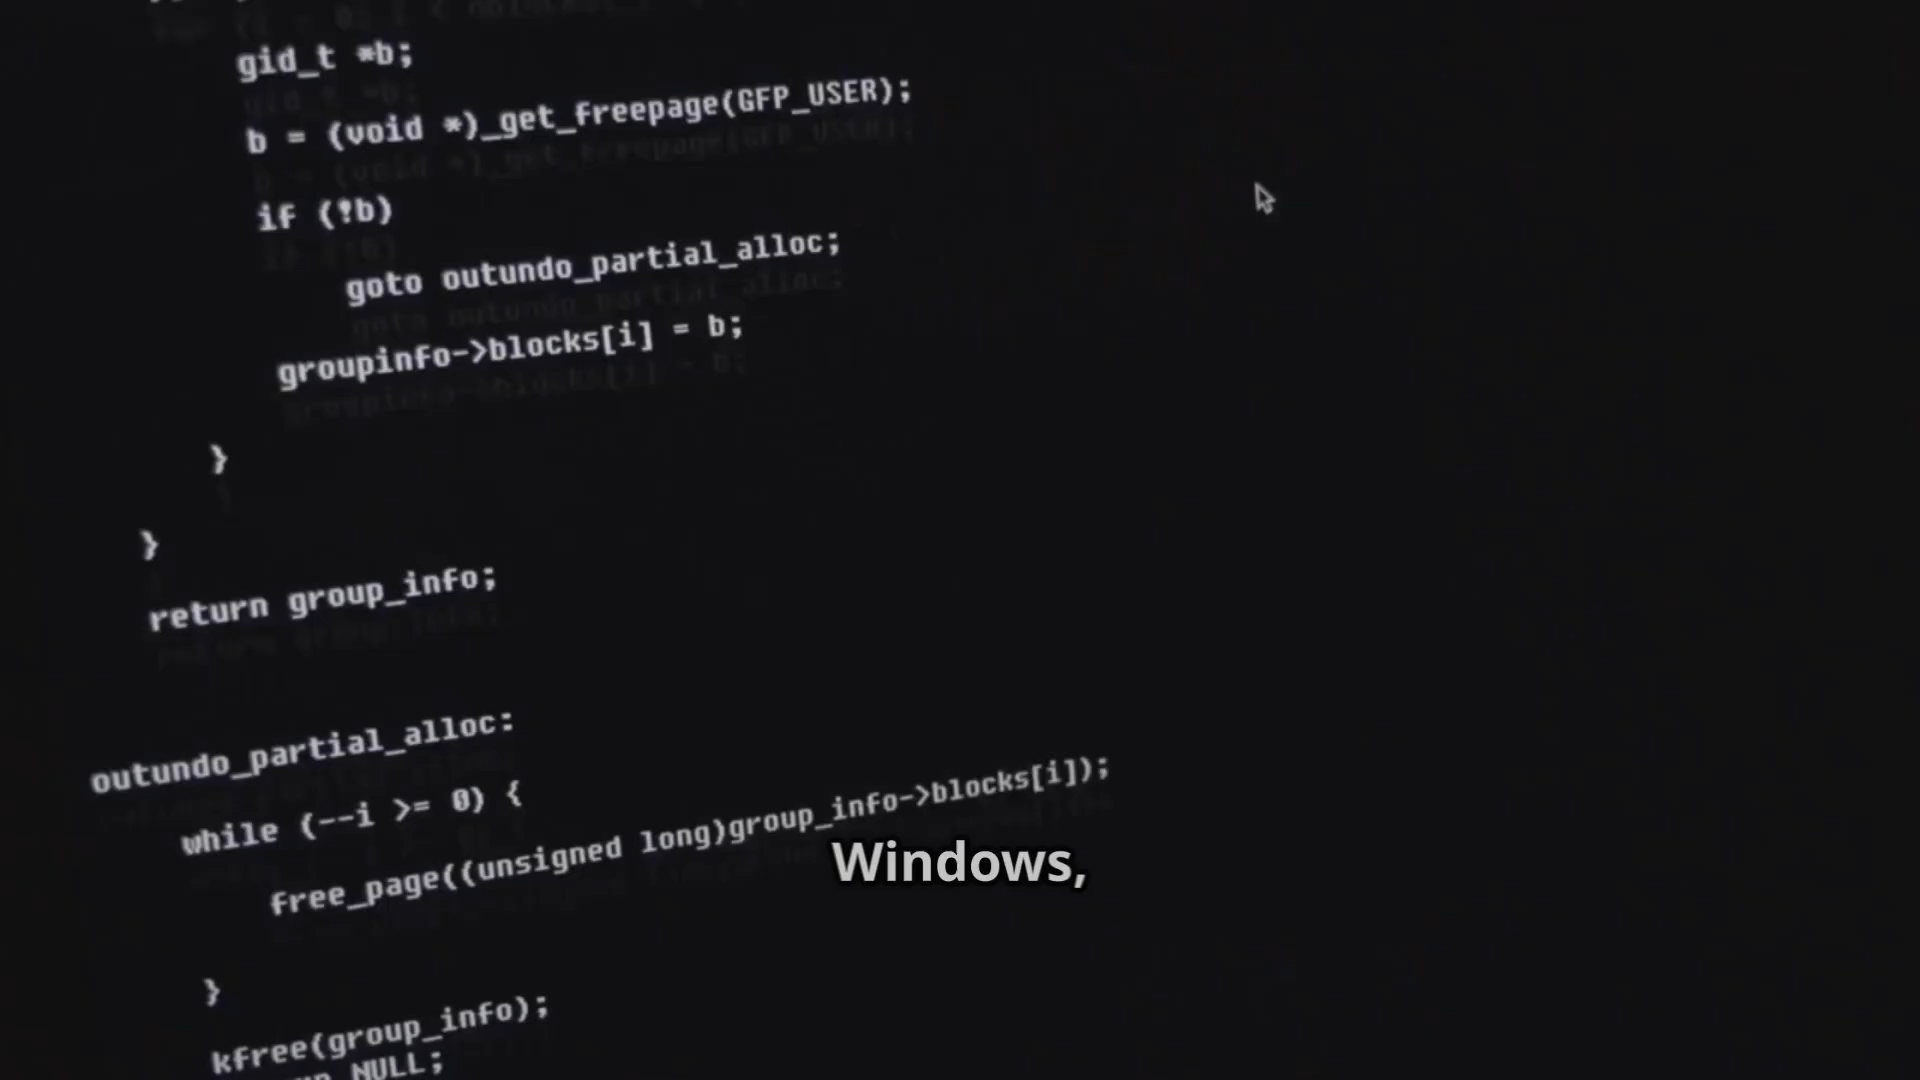 gid_t *b;
b = (void *)_get_freepage(GFP_USER);
if (!b)
goto outundo_partial_alloc;
groupinfo->blocks[i] = b;
}
}
return group_info;
outundo_partial_alloc:
while (--i >= 0) {
free_page((unsigned long)group_info->blocks[i]);
Windows,
}
kfree(group_info);
NULL;